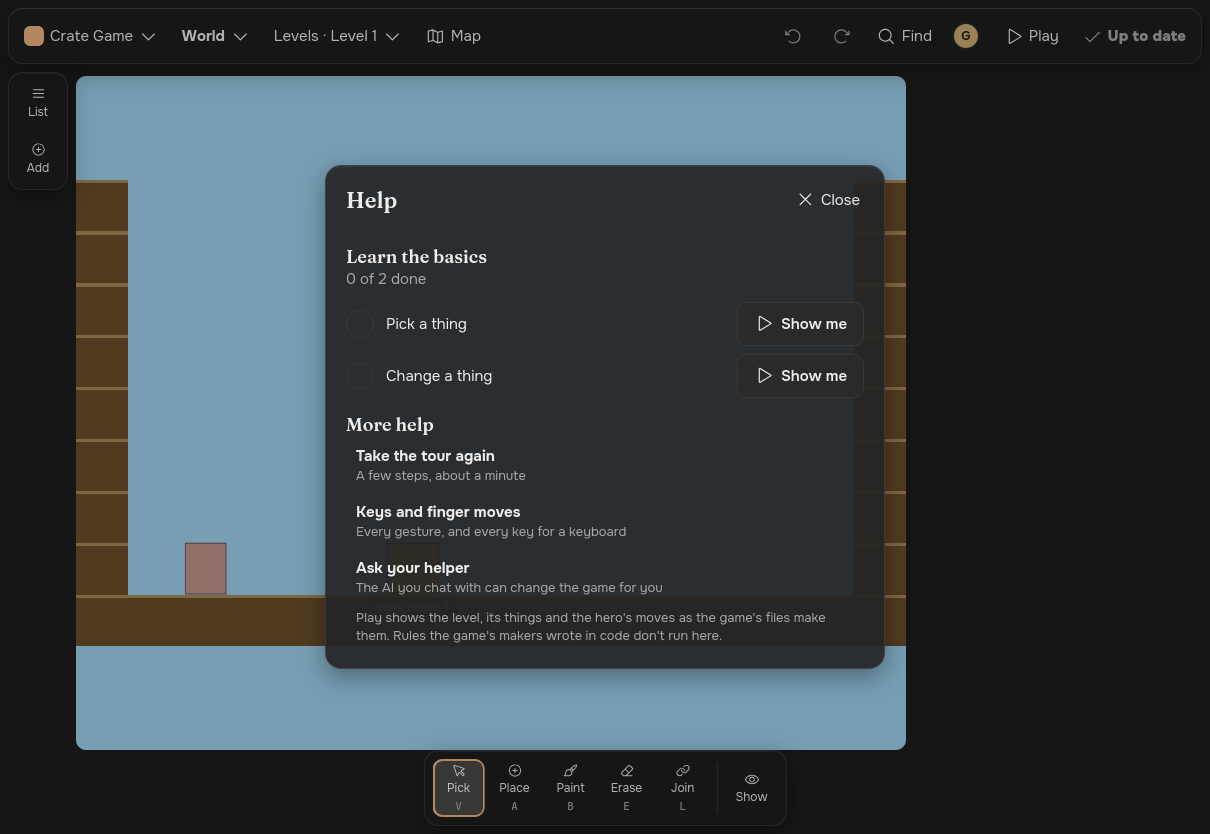 Crate Game World Levels · Level 1 Map Find G Play Up to date
List
Add
Help Close
Learn the basics
0 of 2 done
Pick a thing Show me
Change a thing Show me
More help
Take the tour again
A few steps, about a minute
Keys and finger moves
Every gesture, and every key for a keyboard
Ask your helper
The AI you chat with can change the game for you
Play shows the level, its things and the hero's moves as the game's files make
them. Rules the game's makers wrote in code don't run here.
Pick Place Paint Erase Join Show
V A B E L